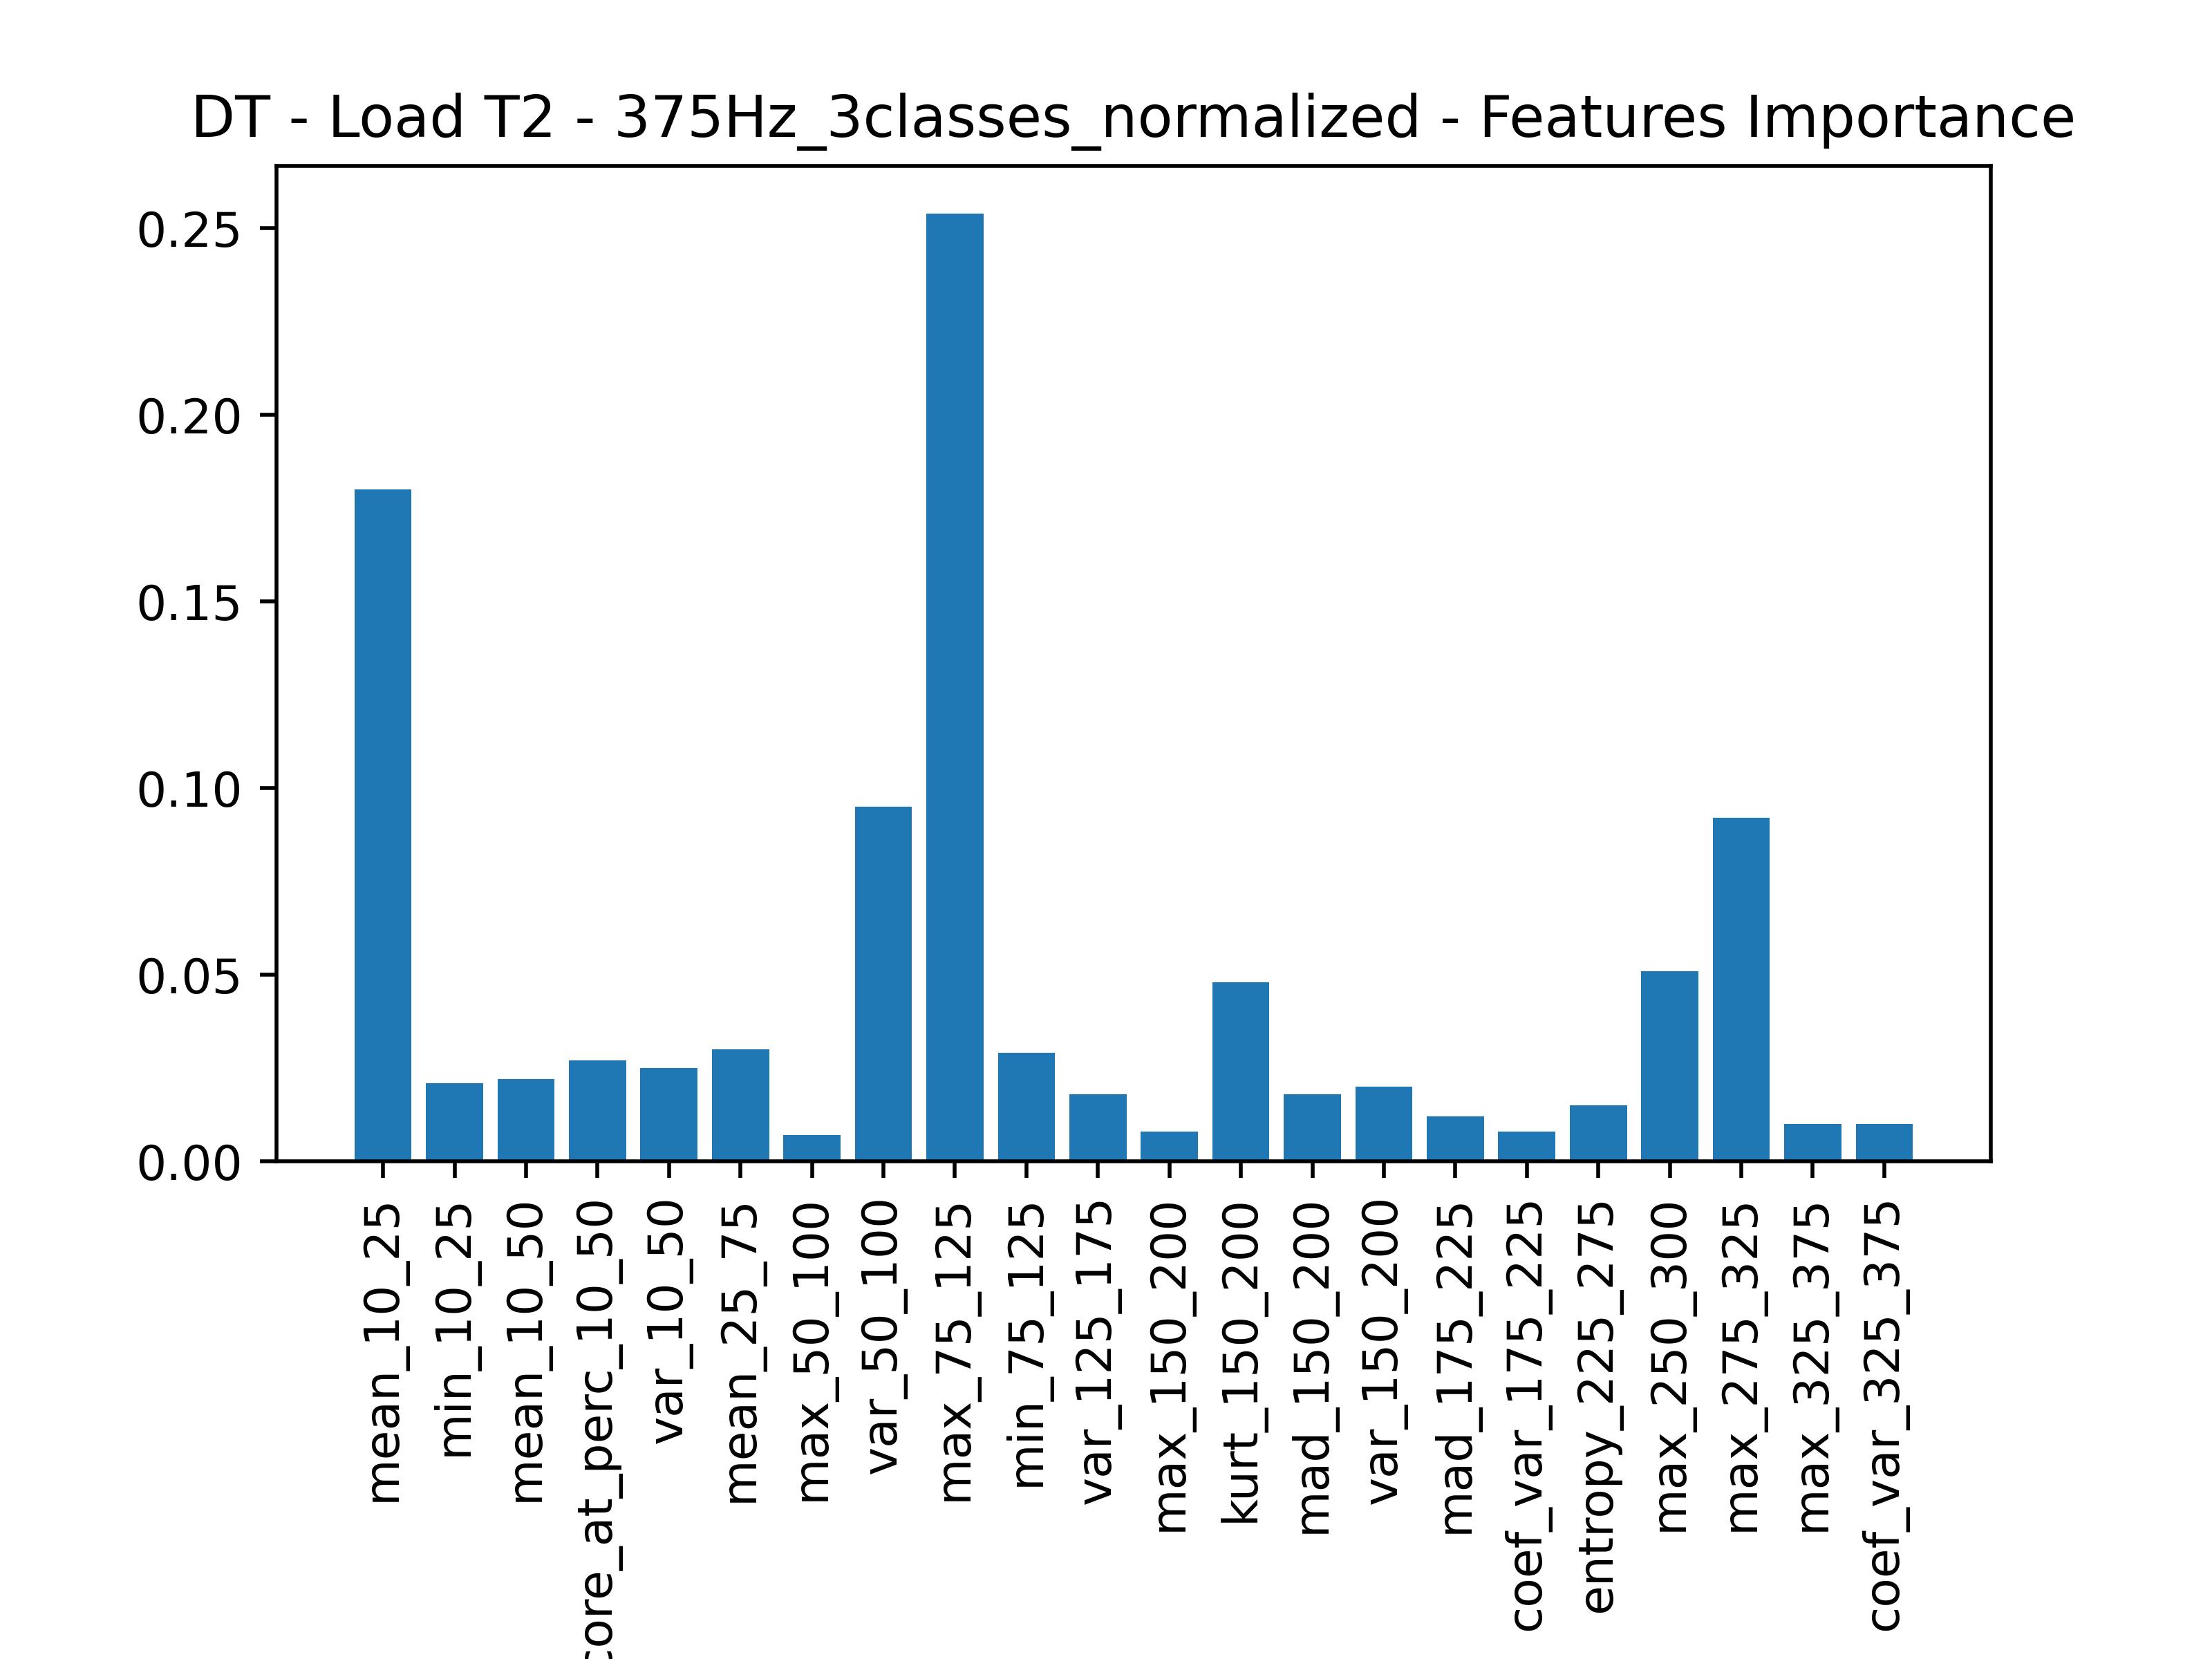 DT - Load T2 - 375Hz_3classes_normalized - Features Importance
0.25
0.20
0.15
0.10
0.05
0.00
mean_10_25
min_10_25
mean_10_50
core_at_perc_10_50
var_10_50
mean_25_75
max_50_100
var_50_100
max_75_125
min_75_125
var_125_175
max_150_200
kurt_150_200
mad_150_200
var_150_200
mad_175_225
coef_var_175_225
entropy_225_275
max_250_300
max_275_325
max_325_375
coef_var_325_375